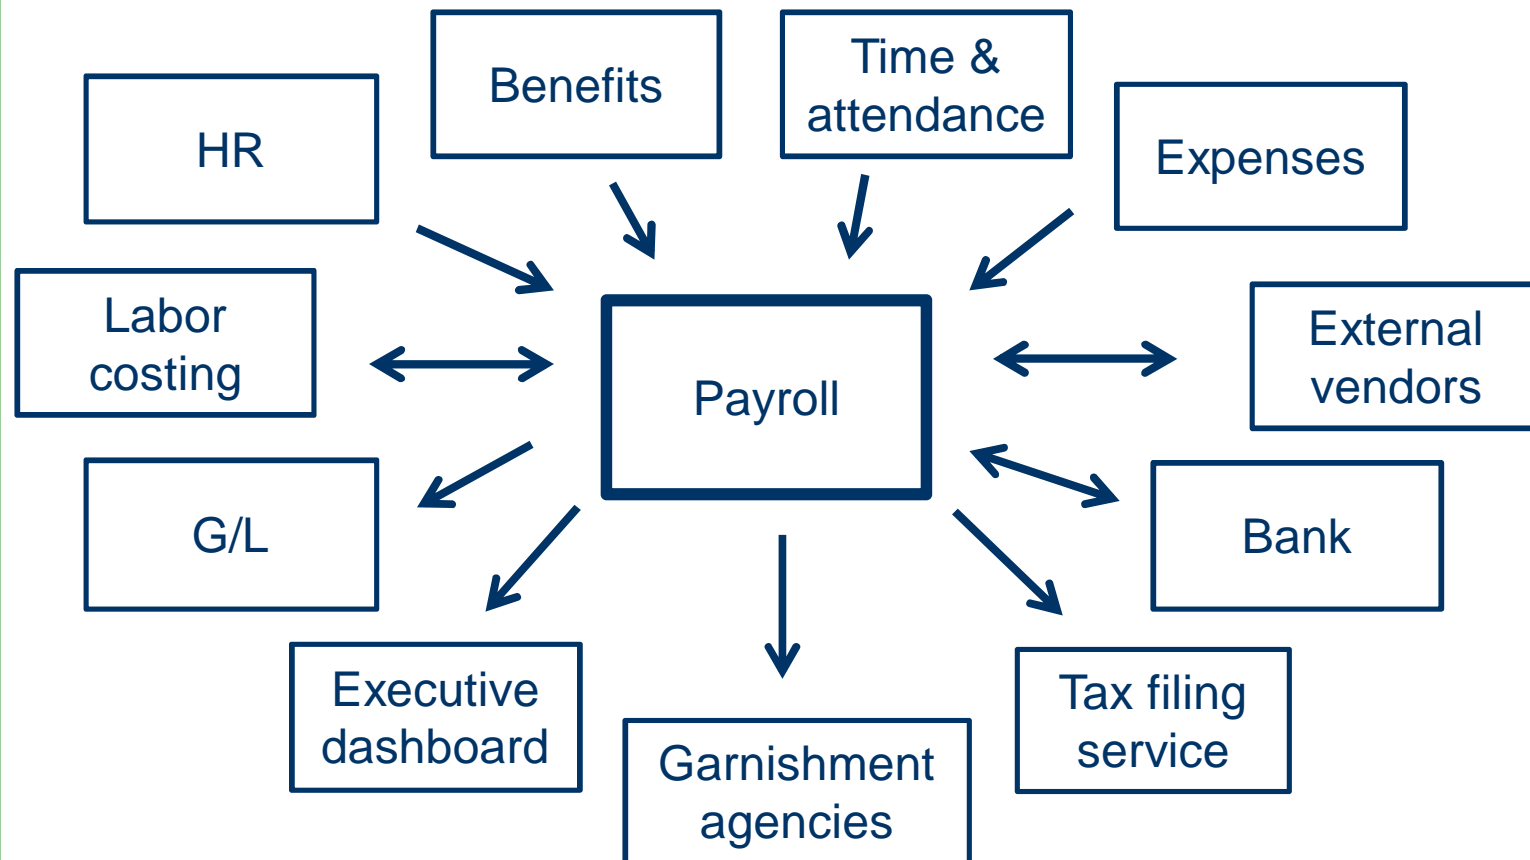 Benefits
Time &
attendance
HR
Expenses
Labor
costing
External
vendors
Payroll
G/L
Bank
Executive
dashboard
Tax filing
service
Garnishment
agencies